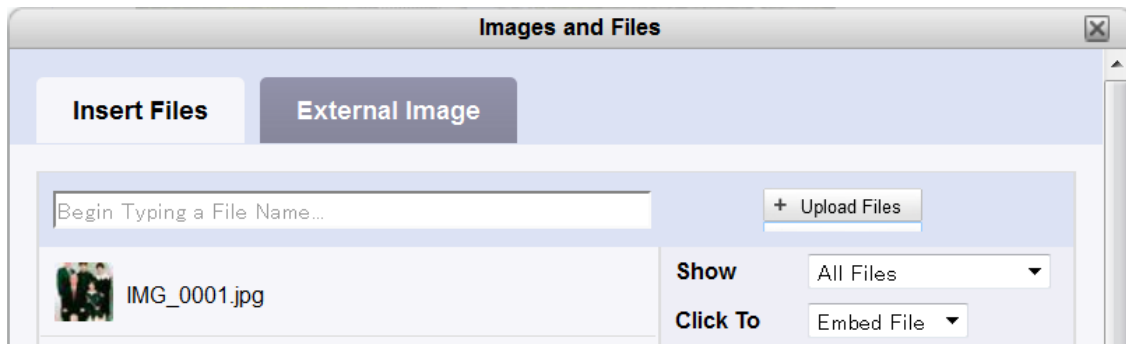 Images and Files
Insert Files
External Image
Begin Typing a File Name...
+ Upload Files
IMG_0001.jpg
Show
All Files
Click To
Embed File